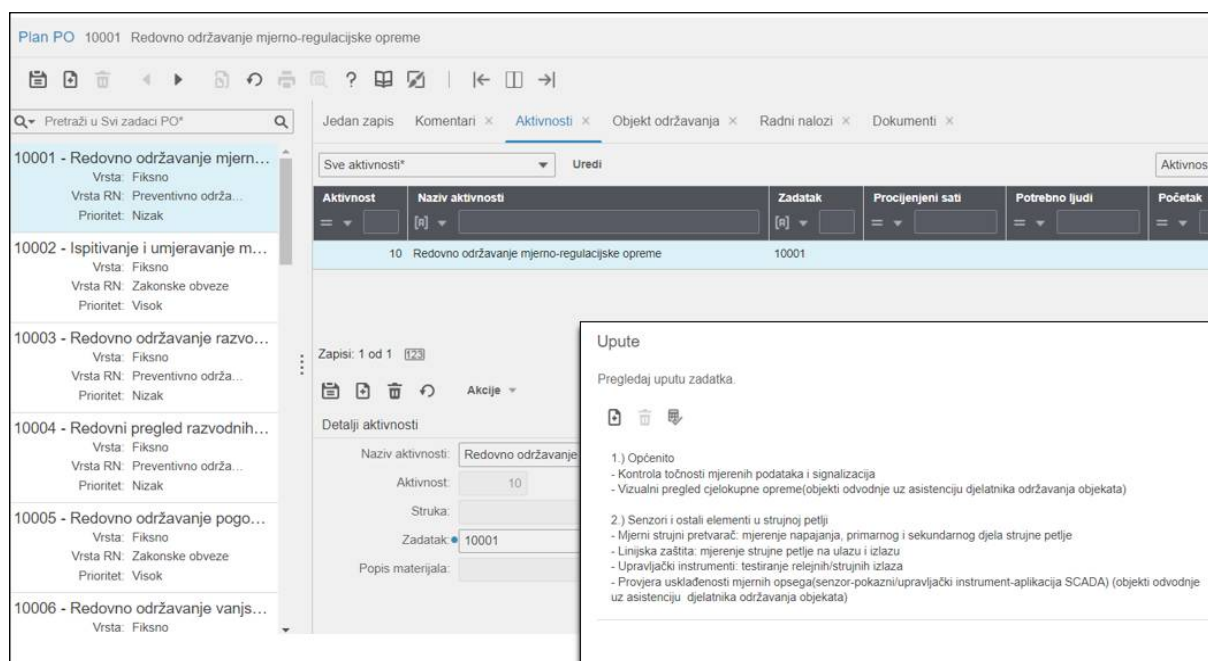 Plan PO 10001 Redovno održavanje mjerno-regulacijske opreme
Pretraži u Svi zadaci PO*
10001 - Redovno održavanje mjern...
Vrsta: Fiksno
Vrsta RN: Preventivno održa...
Prioritet: Nizak
10002 - Ispitivanje i umjeravanje m...
Vrsta: Fiksno
Vrsta RN: Zakonske obveze
Prioritet: Visok
10003 - Redovno održavanje razvo...
Vrsta: Fiksno
Vrsta RN: Preventivno održa...
Prioritet: Nizak
10004 - Redovni pregled razvodnih...
Vrsta: Fiksno
Vrsta RN: Preventivno održa...
Prioritet: Nizak
10005 - Redovno održavanje pogo...
Vrsta: Fiksno
Vrsta RN: Zakonske obveze
Prioritet: Visok
10006 - Redovno održavanje vanjs...
Vrsta: Fiksno
Jedan zapis Komentari Aktivnosti Objekt održavanja Radni nalozi Dokumenti
Sve aktivnosti* Uredi Aktivnos
Aktivnost Naziv aktivnosti Zadatak Procijenjeni sati Potrebno ljudi Početak
10 Redovno održavanje mjerno-regulacijske opreme 10001
Zapisi: 1 od 1 123
Akcije
Detalji aktivnosti
Naziv aktivnosti: Redovno održavanje
Aktivnost: 10
Struka:
Zadatak: 10001
Popis materijala:
Upute
Pregledaj uputu zadatka.
1.) Općenito
- Kontrola točnosti mjerenih podataka i signalizacija
- Vizualni pregled cjelokupne opreme(objekti odvodnje uz asistenciju djelatnika održavanja objekata)
2.) Senzori i ostali elementi u strujnoj petlji
- Mjerni strujni pretvarač: mjerenje napajanja, primarnog i sekundarnog djela strujne petlje
- Linijska zaštita: mjerenje strujne petlje na ulazu i izlazu
- Upravljački instrumenti: testiranje relejnih/strujnih izlaza
- Provjera usklađenosti mjernih opsega(senzor-pokazni/upravljački instrument-aplikacija SCADA) (objekti odvodnje
uz asistenciju djelatnika održavanja objekata)